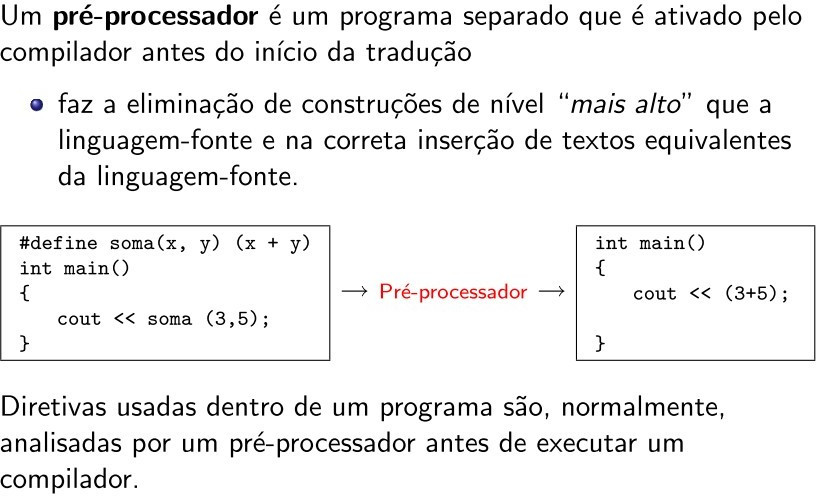 Um pré-processador é um programa separado que é ativado pelo
compilador antes do início da tradução
faz a eliminação de construções de nível “mais alto” que a
linguagem-fonte e na correta inserção de textos equivalentes
da linguagem-fonte.
#define soma(x, y) (x + y)
int main()
{
cout << soma (3,5);
}
→ Pré-processador →
int main()
{
cout << (3+5);
}
Diretivas usadas dentro de um programa são, normalmente,
analisadas por um pré-processador antes de executar um
compilador.